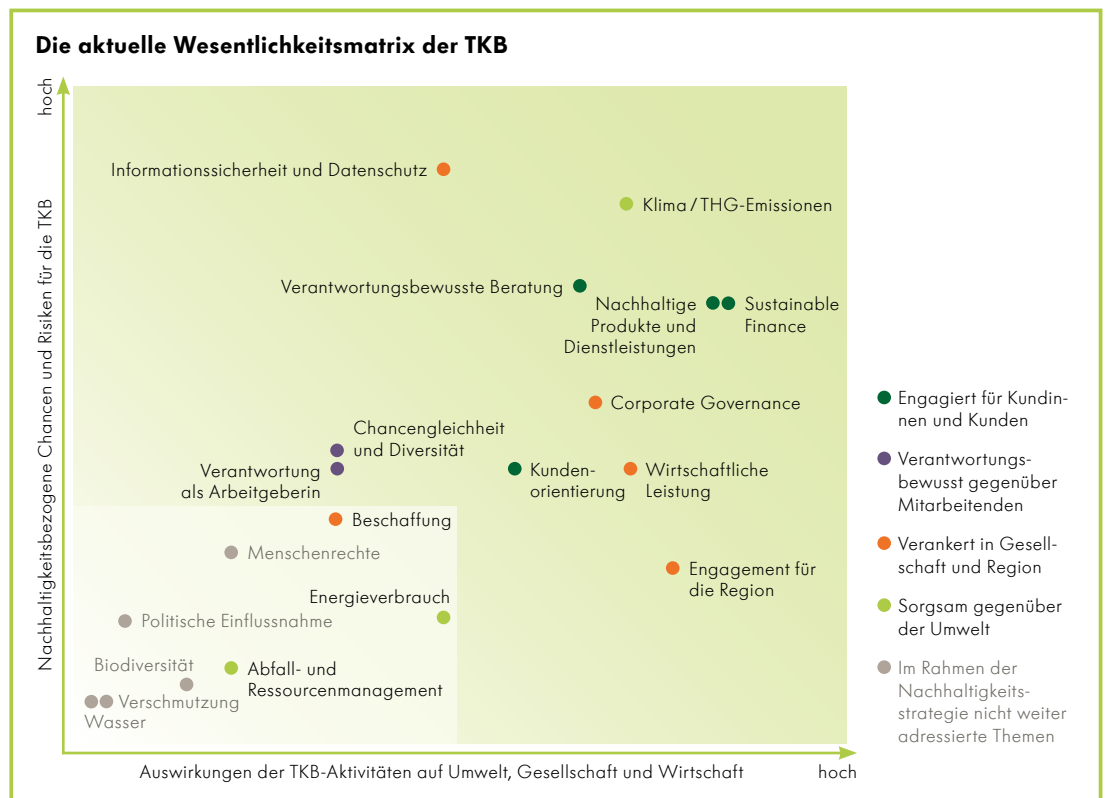 Die aktuelle Wesentlichkeitsmatrix der TKB
hoch
Nachhaltigkeitsbezogene Chancen und Risiken für die TKB
Informationssicherheit und Datenschutz
Klima / THG-Emissionen
Verantwortungsbewusste Beratung
Nachhaltige
Produkte und
Dienstleistungen
Sustainable
Finance
Corporate Governance
Chancengleichheit
und Diversität
Verantwortung
als Arbeitgeberin
Kunden-
orientierung
Wirtschaftliche
Leistung
Beschaffung
Menschenrechte
Engagement für
die Region
Energieverbrauch
Politische Einflussnahme
Biodiversität
Abfall- und
Ressourcenmanagement
Verschmutzung
Wasser
Auswirkungen der TKB-Aktivitäten auf Umwelt, Gesellschaft und Wirtschaft
hoch
Engagiert für Kundin-
nen und Kunden
Verantwortungs-
bewusst gegenüber
Mitarbeitenden
Verankert in Gesell-
schaft und Region
Sorgsam gegenüber
der Umwelt
Im Rahmen der
Nachhaltigkeits-
strategie nicht weiter
adressierte Themen